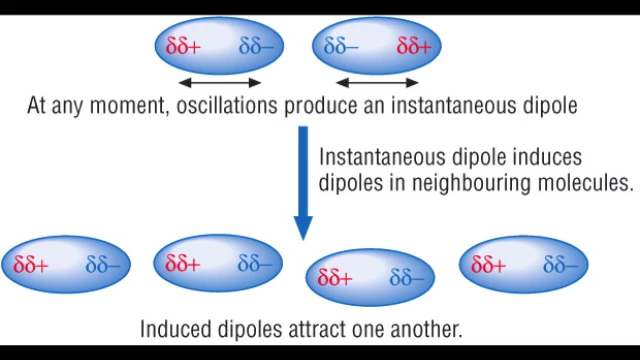 δδ+ δδ− δδ− δδ+
At any moment, oscillations produce an instantaneous dipole
Instantaneous dipole induces
dipoles in neighbouring molecules.
δδ+ δδ− δδ+ δδ− δδ+ δδ− δδ+ δδ−
Induced dipoles attract one another.